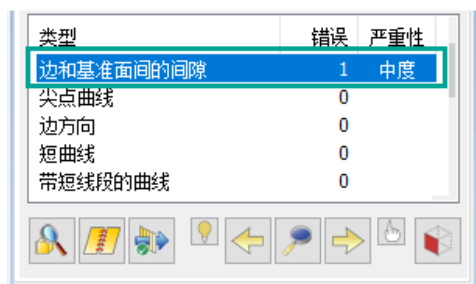 类型 错误 严重性
边和基准面间的间隙 1 中度
尖点曲线 0
边方向 0
短曲线 0
带短线段的曲线 0